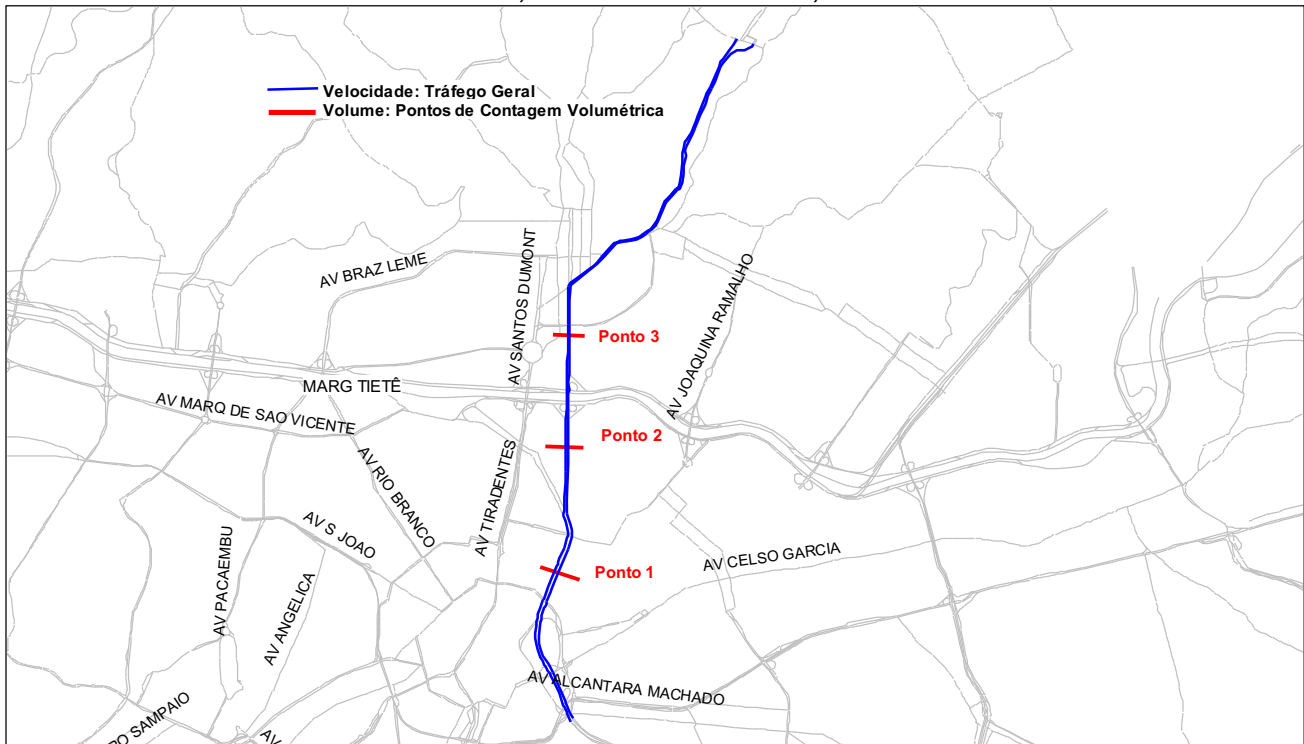 Velocidade: Tráfego Geral
Volume: Pontos de Contagem Volumétrica
AV BRAZ LEME
AV SANTOS DUMONT
AV JOAQUINA RAMALHO
Ponto 3
MARG TIETÊ
AV MARQ DE SAO VICENTE
Ponto 2
AV RIO BRANCO
AV TIRADENTES
AV S JOAO
AV PACAEMBU
AV ANGELICA
Ponto 1
AV CELSO GARCIA
AV ALCANTARA MACHADO
SAMPAIO
AV